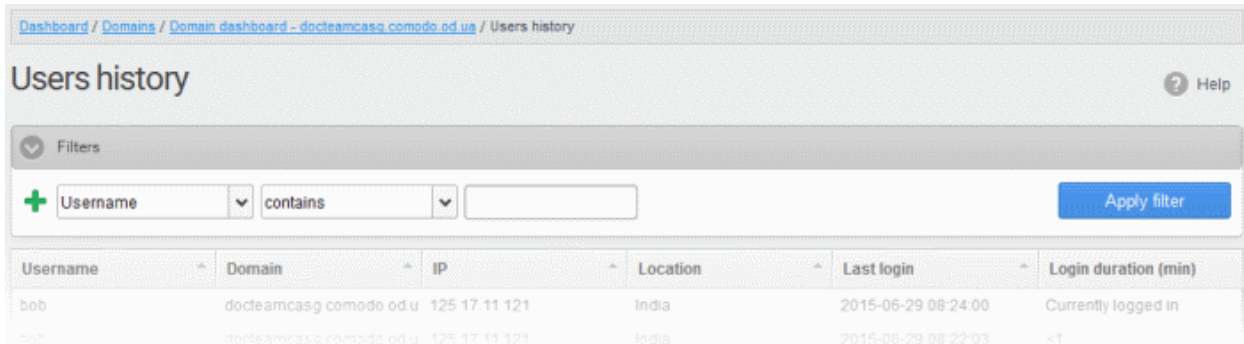 Dashboard / Domains / Domain dashboard - docteamcasg.comodo.od.ua / Users history
Users history
Help
Filters
Username contains Apply filter
Username Domain IP Location Last login Login duration (min)
bob docteamcasg.comodo.od.u 125.17.11.121 India 2015-06-29 08:24:00 Currently logged in
bob docteamcasg.comodo.od.u 125.17.11.121 India 2015-06-29 08:22:03 <1